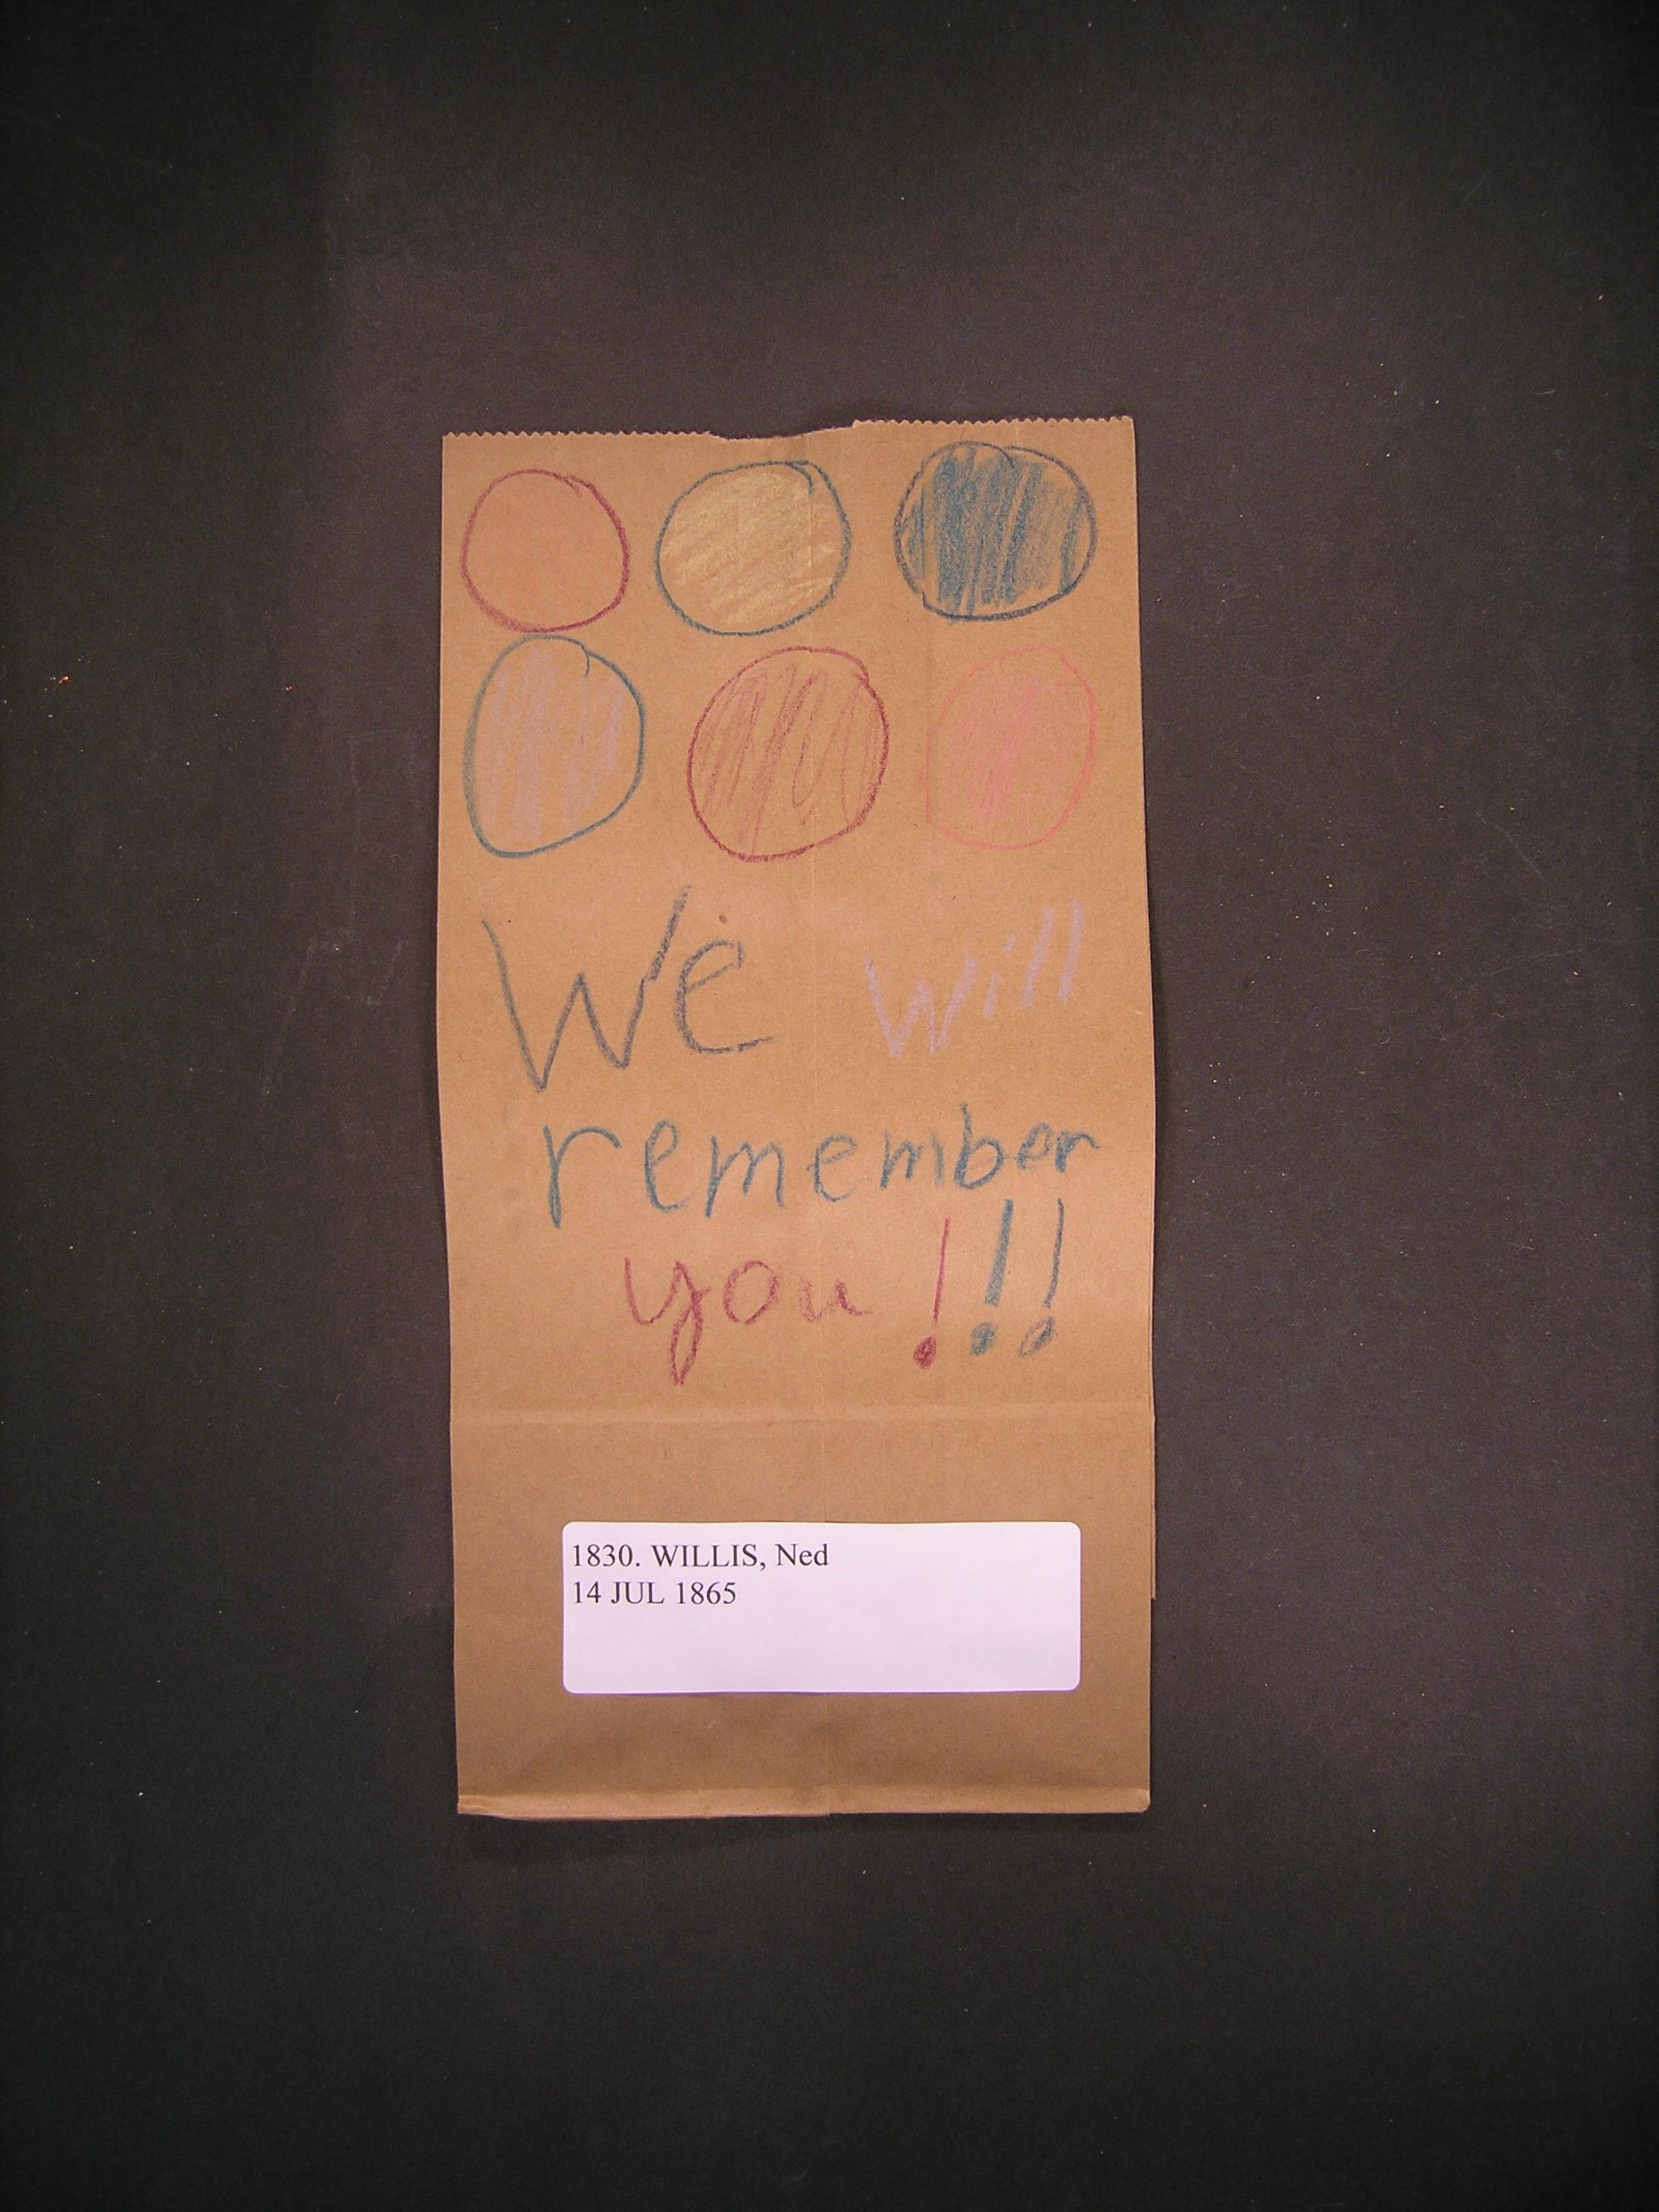 We will
remember
you!!!
1830. WILLIS, Ned
14 JUL 1865